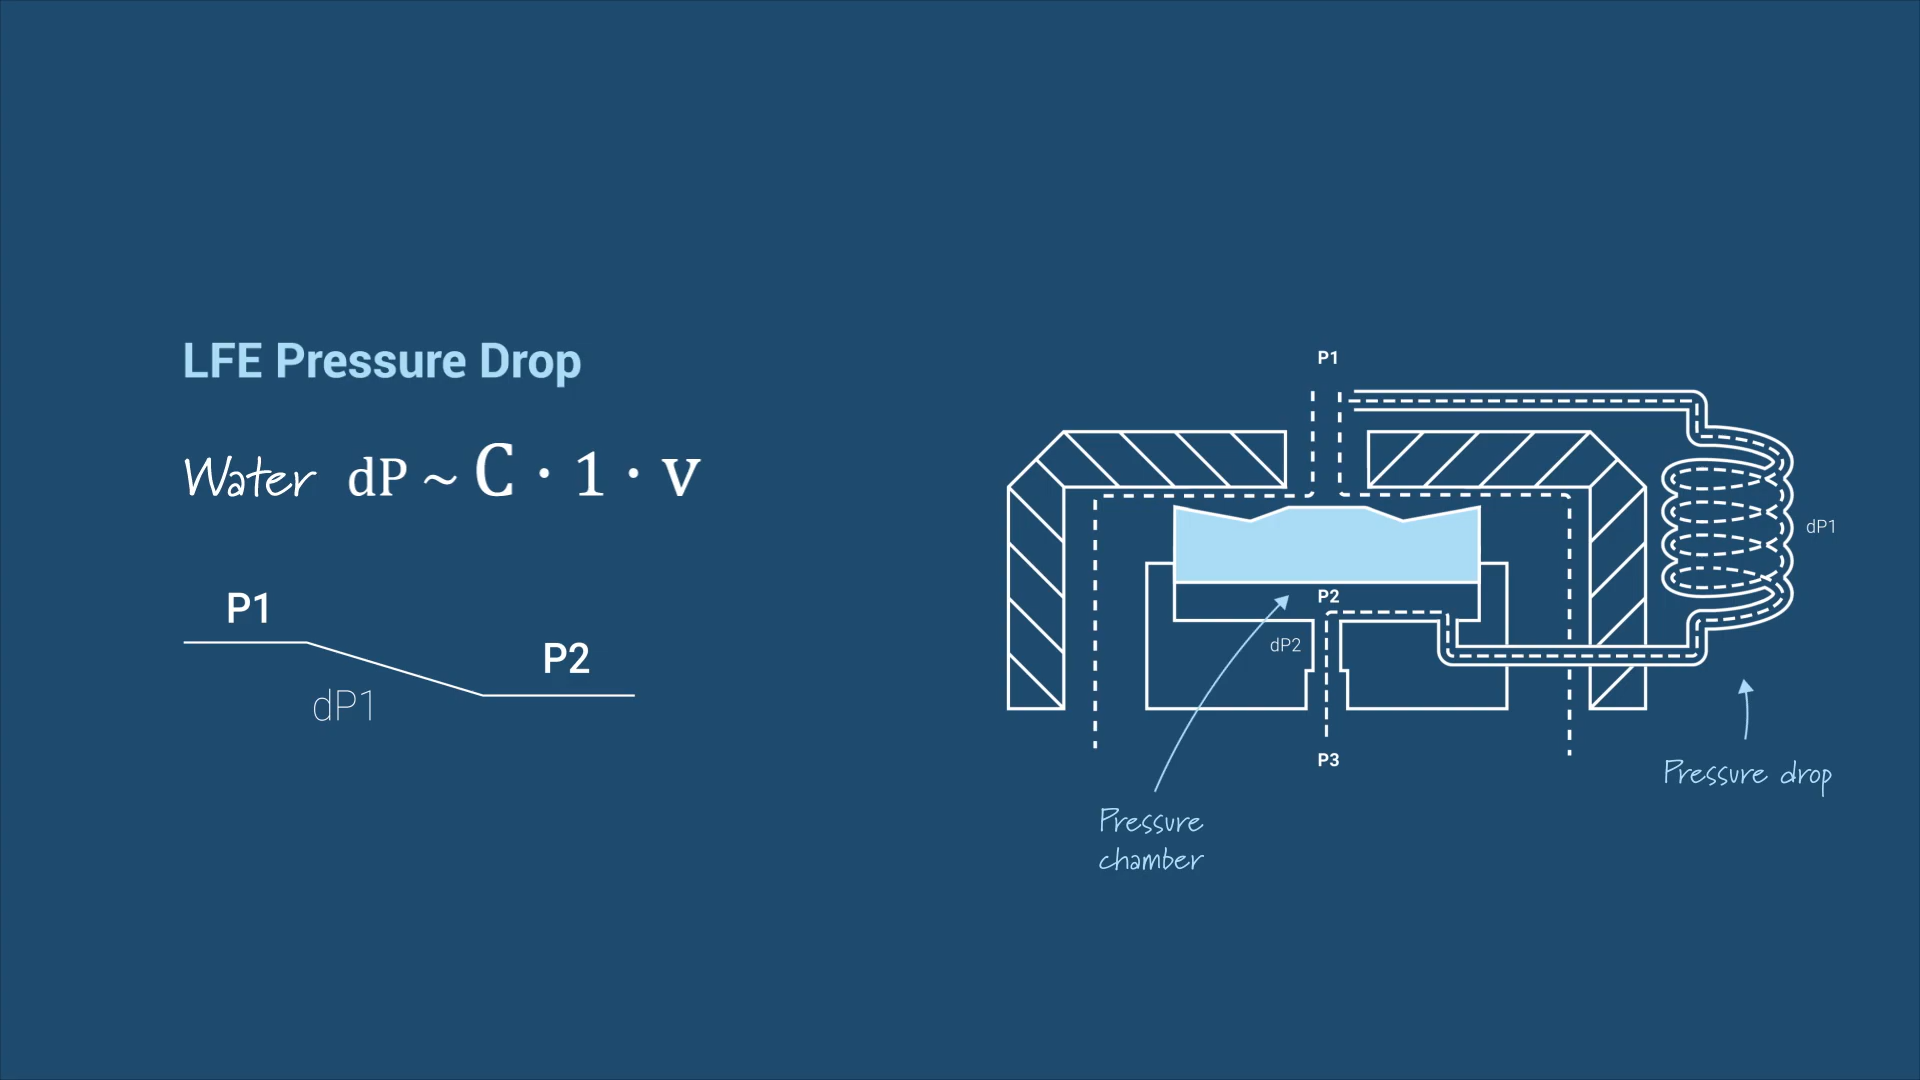 LFE Pressure Drop
Water dP ~ C · 1 · v
P1
P2
dP1
P1
dP1
P2
dP2
P3
Pressure drop
Pressure
chamber